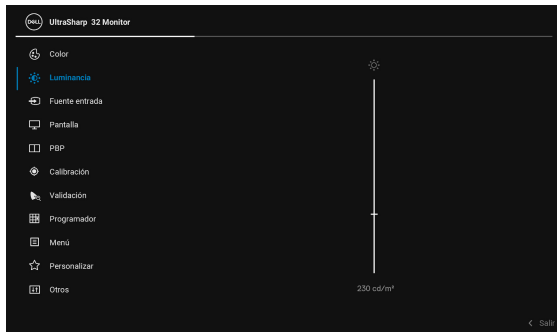 DELL
UltraSharp 32 Monitor
Color
Luminancia
Fuente entrada
Pantalla
PBP
Calibración
Validación
Programador
Menú
Personalizar
Otros
230 cd/m²
Salir